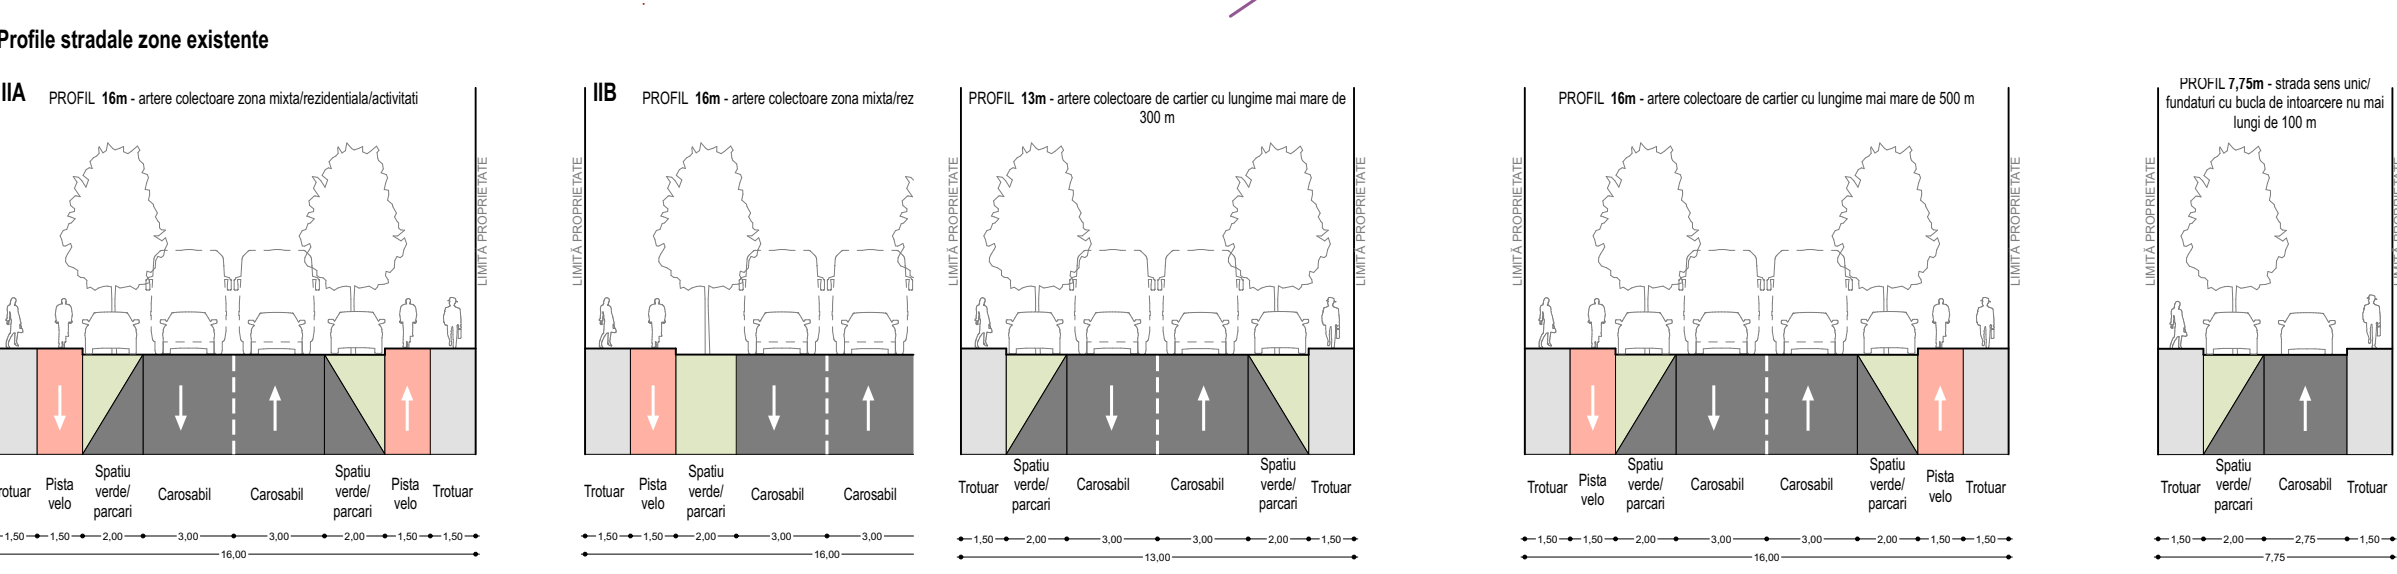 Profile stradale zone existente
IIA
PROFIL 16m - artere colectoare zona mixta/rezidentiala/activitati
LIMITĂ PROPRIETATE
Pista velo
Spatiu verde/ parcari
Carosabil
Carosabil
Spatiu verde/ parcari
Pista velo
Trotuar
1,50 1,50 2,00 3,00 3,00 2,00 1,50 1,50
16,00
IIB
PROFIL 16m - artere colectoare zona mixta/rez
LIMITĂ PROPRIETATE
Trotuar
Pista velo
Spatiu verde/ parcari
Carosabil
Carosabil
1,50 1,50 2,00 3,00 3,00
16,00
PROFIL 13m - artere colectoare de cartier cu lungime mai mare de
300 m
LIMITĂ PROPRIETATE
LIMITĂ PROPRIETATE
Trotuar
Spatiu verde/ parcari
Carosabil
Carosabil
Spatiu verde/ parcari
Trotuar
1,50 2,00 3,00 3,00 2,00 1,50
13,00
PROFIL 16m - artere colectoare de cartier cu lungime mai mare de 500 m
LIMITĂ PROPRIETATE
LIMITĂ PROPRIETATE
Trotuar
Pista velo
Spatiu verde/ parcari
Carosabil
Carosabil
Spatiu verde/ parcari
Pista velo
Trotuar
1,50 1,50 2,00 3,00 3,00 2,00 1,50 1,50
16,00
PROFIL 7,75m - strada sens unic/
fundaturi cu bucla de intoarcere nu mai
lungi de 100 m
LIMITĂ PROPRIETATE
Trotuar
Spatiu verde/ parcari
Carosabil
Trotuar
1,50 2,00 2,75 1,50
7,75